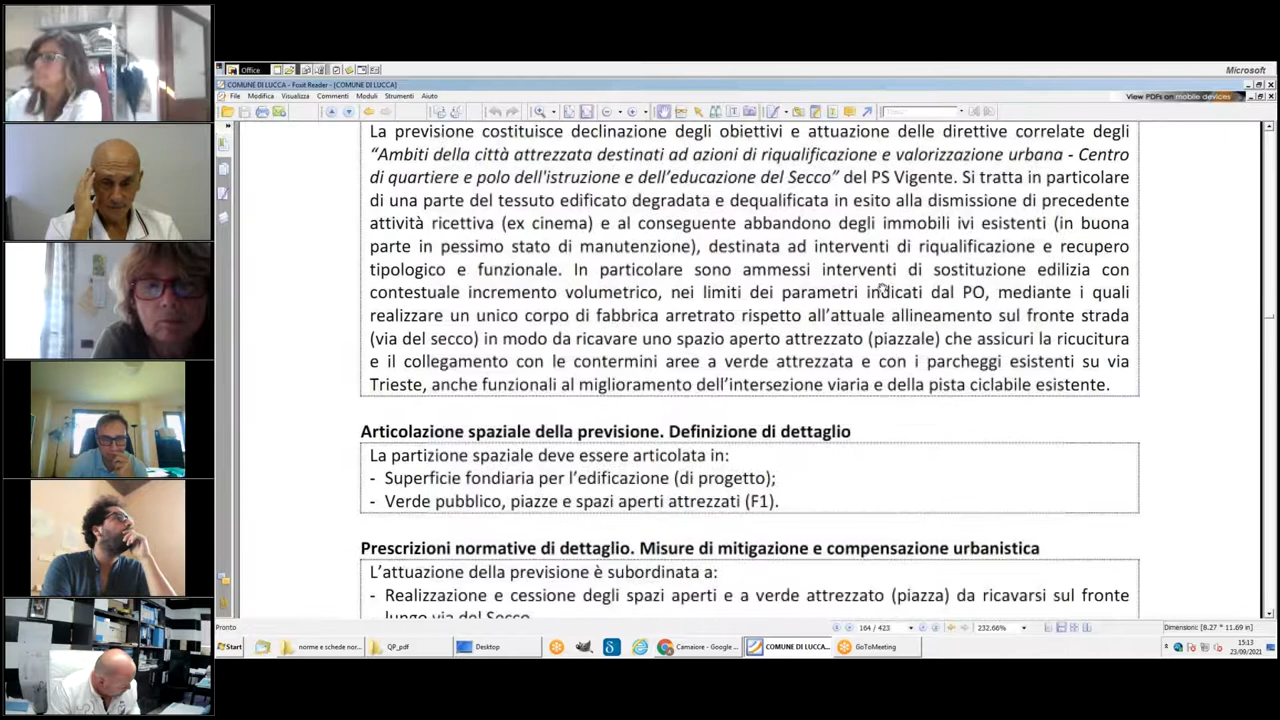 Office
Microsoft
COMUNE DI LUCCA - Foxit Reader - [COMUNE DI LUCCA]
File Modifica Visualizza Commenti Moduli Strumenti Aiuto
View PDFs on mobile devices
La previsione costituisce declinazione degli obiettivi e attuazione delle direttive correlate degli
“Ambiti della città attrezzata destinati ad azioni di riqualificazione e valorizzazione urbana - Centro
di quartiere e polo dell'istruzione e dell’educazione del Secco” del PS Vigente. Si tratta in particolare
di una parte del tessuto edificato degradata e dequalificata in esito alla dismissione di precedente
attività ricettiva (ex cinema) e al conseguente abbandono degli immobili ivi esistenti (in buona
parte in pessimo stato di manutenzione), destinata ad interventi di riqualificazione e recupero
tipologico e funzionale. In particolare sono ammessi interventi di sostituzione edilizia con
contestuale incremento volumetrico, nei limiti dei parametri indicati dal PO, mediante i quali
realizzare un unico corpo di fabbrica arretrato rispetto all’attuale allineamento sul fronte strada
(via del secco) in modo da ricavare uno spazio aperto attrezzato (piazzale) che assicuri la ricucitura
e il collegamento con le contermini aree a verde attrezzata e con i parcheggi esistenti su via
Trieste, anche funzionali al miglioramento dell’intersezione viaria e della pista ciclabile esistente.
Articolazione spaziale della previsione. Definizione di dettaglio
La partizione spaziale deve essere articolata in:
- Superficie fondiaria per l’edificazione (di progetto);
- Verde pubblico, piazze e spazi aperti attrezzati (F1).
Prescrizioni normative di dettaglio. Misure di mitigazione e compensazione urbanistica
L’attuazione della previsione è subordinata a:
- Realizzazione e cessione degli spazi aperti e a verde attrezzato (piazza) da ricavarsi sul fronte
lungo via del Secco
Pronto
164 / 423
232.66%
Dimensioni: [8.27 * 11.69 in]
Start
norme e schede nor...
QP_pdf
Desktop
Camaiore - Google ...
COMUNE DI LUCCA...
GoToMeeting
15:13
23/09/2021